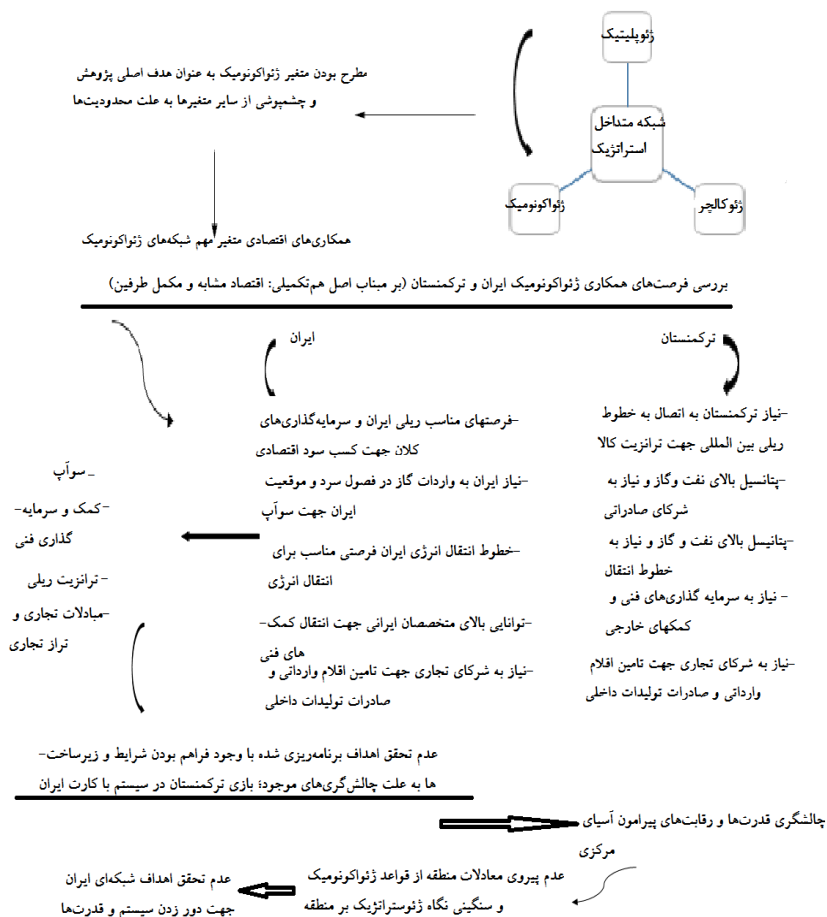 ژئوپلیتیک
شبکه متداخل
استراتژیک
ژئواکونومیک
ژئوکالچر
مطرح بودن متغیر ژئواکونومیک به عنوان هدف اصلی پژوهش
و چشمپوشی از سایر متغیرها به علت محدودیت‌ها
همکاری‌های اقتصادی متغیر مهم شبکه‌های ژئواکونومیک
بررسی فرصت‌های همکاری ژئواکونومیک ایران و ترکمنستان (بر مبناب اصل هم‌تکمیلی: اقتصاد مشابه و مکمل طرفین)
ترکمنستان
-نیاز ترکمنستان به اتصال به خطوط
ریلی بین المللی جهت ترانزیت کالا
-پتانسیل بالای نفت وگاز و نیاز به
شرکای صادراتی
-پتانیسل بالای نفت و گاز و نیاز به
خطوط انتقال
- نیاز به سرمایه گذاری‌های فنی و
کمکهای خارجی
-نیاز به شرکای تجاری جهت تامین اقلام
وارداتی و صادرات تولیدات داخلی
ایران
-فرصتهای مناسب ریلی ایران و سرمایه‌گذاری‌های
کلان جهت کسب سود اقتصادی
-نیاز ایران به واردات گاز در فصول سرد و موقعیت
ایران جهت سوآپ
-خطوط انتقال انرژی ایران فرصتی مناسب برای
انتقال انرژی
-توانایی بالای متخصصان ایرانی جهت انتقال کمک-
های فنی
-نیاز به شرکای تجاری جهت تامین اقلام وارداتی و
صادرات تولیدات داخلی
_ سوآپ
-کمک و سرمایه-
گذاری فنی
- ترانزیت ریلی
-مبادلات تجاری و
تراز تجاری
عدم تحقق اهداف برنامه‌ریزی شده با وجود فراهم بودن شرایط و زیرساخت-
ها به علت چالش‌گری‌های موجود؛ بازی ترکمنستان در سیستم با کارت ایران
چالشگری قدرت‌ها و رقابت‌های پیرامون آسیای
مرکزی
عدم پیروی معادلات منطقه از قواعد ژئواکونومیک
و سنگینی نگاه ژئوستراتژیک بر منطقه
عدم تحقق اهداف شبکه‌ای ایران
جهت دور زدن سیستم و قدرت‌ها